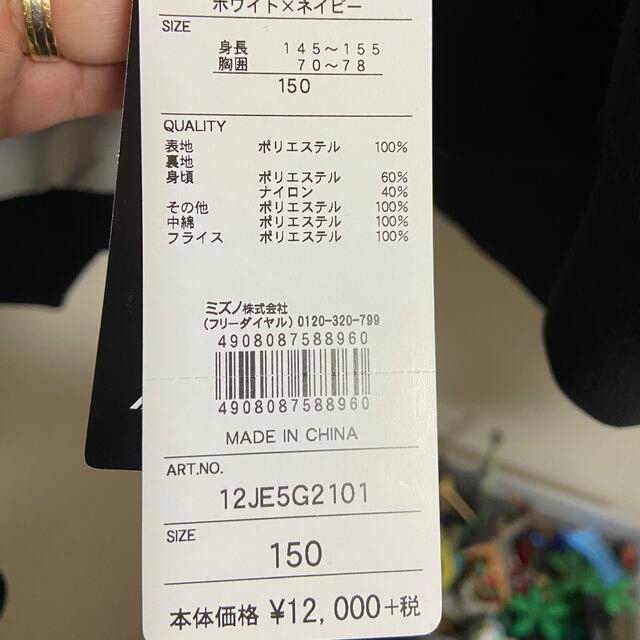 ホワイト×ネイビー
SIZE
身長 145～155
胸囲 70～78
150
QUALITY
表地 ポリエステル 100%
裏地
身頃 ポリエステル 60%
ナイロン 40%
その他 ポリエステル 100%
中綿 ポリエステル 100%
フライス ポリエステル 100%
ミズノ株式会社
(フリーダイヤル) 0120-320-799
4908087588960
4908087588960
MADE IN CHINA
ART.NO.
12JE5G2101
SIZE
150
本体価格 ¥12,000+税